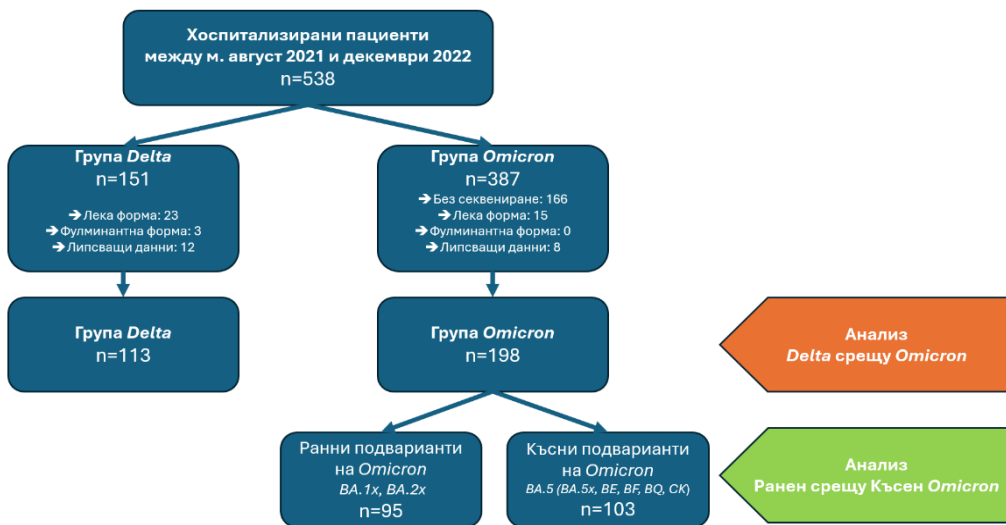 Хоспитализирани пациенти
между м. август 2021 и декември 2022
n=538
Група Delta
n=151
➔ Лека форма: 23
➔ Фулминантна форма: 3
➔ Липсващи данни: 12
Група Omicron
n=387
➔ Без секвениране: 166
➔ Лека форма: 15
➔ Фулминантна форма: 0
➔ Липсващи данни: 8
Група Delta
n=113
Група Omicron
n=198
Анализ
Delta срещу Omicron
Ранни подварианти
на Omicron
BA.1x, BA.2x
n=95
Късни подварианти
на Omicron
BA.5 (BA.5x, BE, BF, BQ, CK)
n=103
Анализ
Ранен срещу Късен Omicron